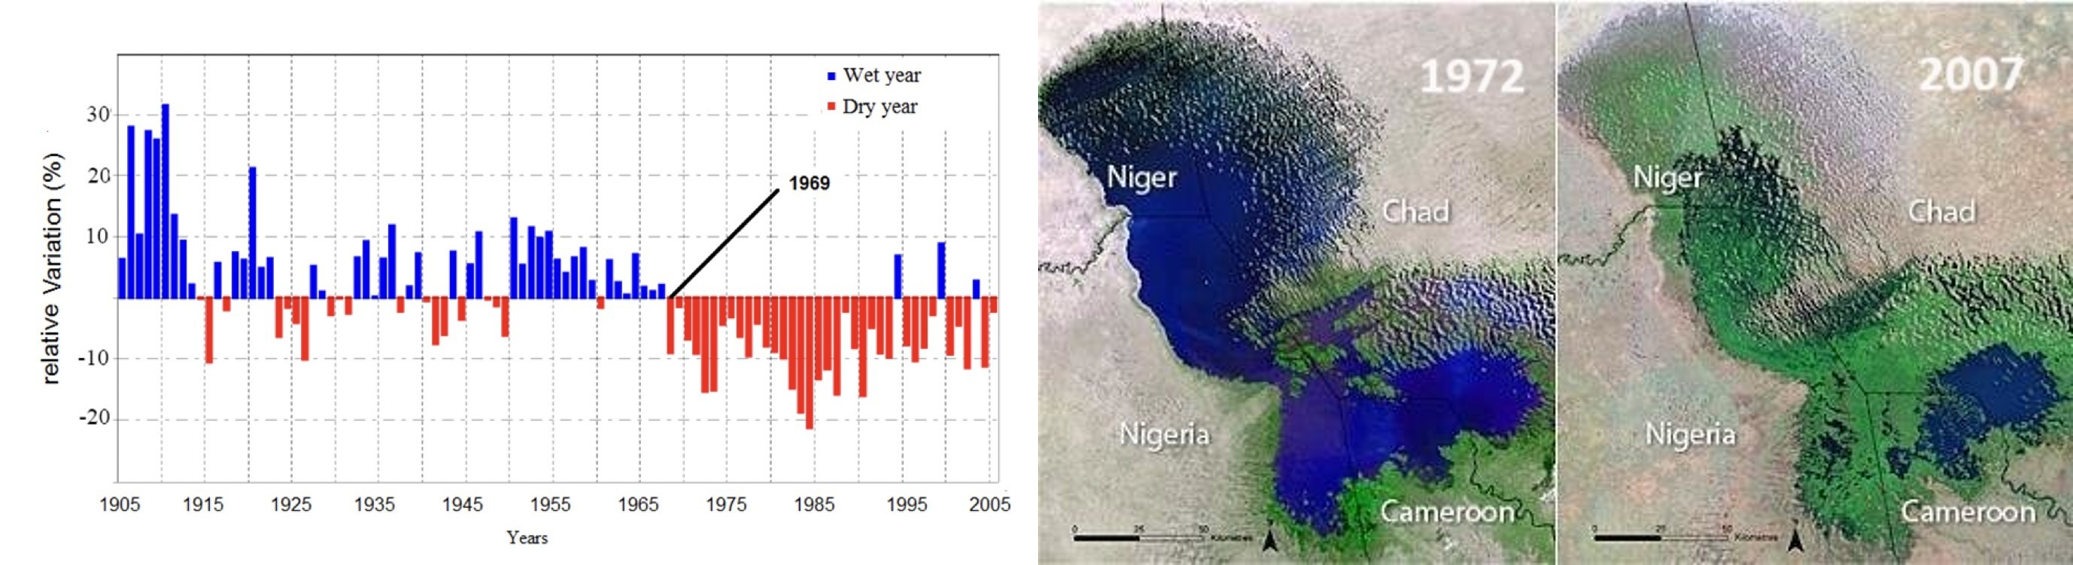 Wet year
Dry year
30
20
10
-10
-20
relative Variation (%)
1969
1905 1915 1925 1935 1945 1955 1965 1975 1985 1995 2005
Years
1972
Niger
Chad
Nigeria
Cameroon
0 25 50 Kilometres
2007
Niger
Chad
Nigeria
Cameroon
0 25 50 Kilometres